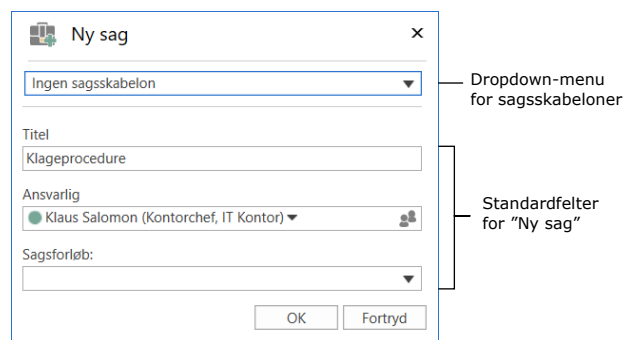 Ny sag
Ingen sagsskabelon
Dropdown-menu
for sagsskabeloner
Titel
Klageprocedure
Ansvarlig
Klaus Salomon (Kontorchef, IT Kontor)
Standardfelter
for ”Ny sag”
Sagsforløb:
OK
Fortryd